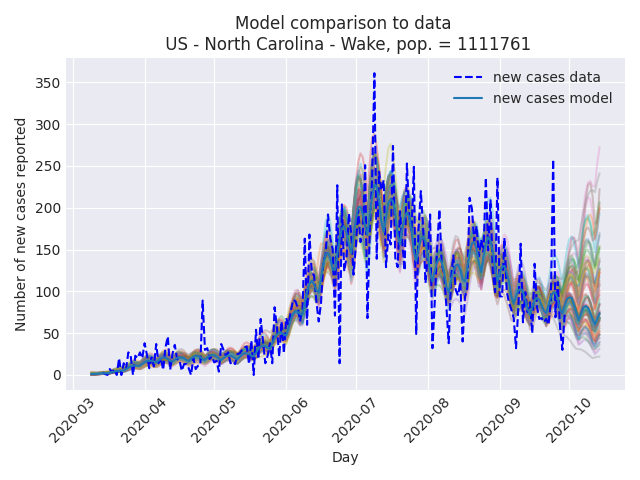 Model comparison to data
US - North Carolina - Wake, pop. = 1111761
new cases data
new cases model
Number of new cases reported
350
300
250
200
150
100
50
0
2020-03
2020-04
2020-05
2020-06
2020-07
2020-08
2020-09
2020-10
Day